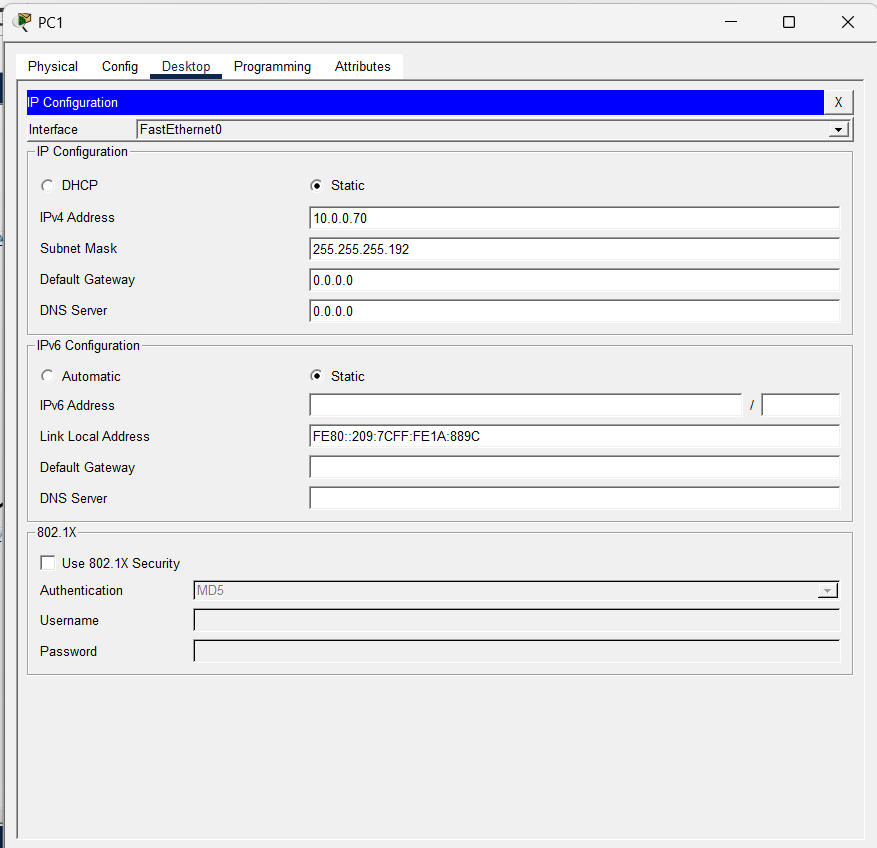 PC1
Physical Config Desktop Programming Attributes
IP Configuration X
Interface FastEthernet0
IP Configuration
DHCP Static
IPv4 Address 10.0.0.70
Subnet Mask 255.255.255.192
Default Gateway 0.0.0.0
DNS Server 0.0.0.0
IPv6 Configuration
Automatic Static
IPv6 Address /
Link Local Address FE80::209:7CFF:FE1A:889C
Default Gateway
DNS Server
802.1X
Use 802.1X Security
Authentication MD5
Username
Password